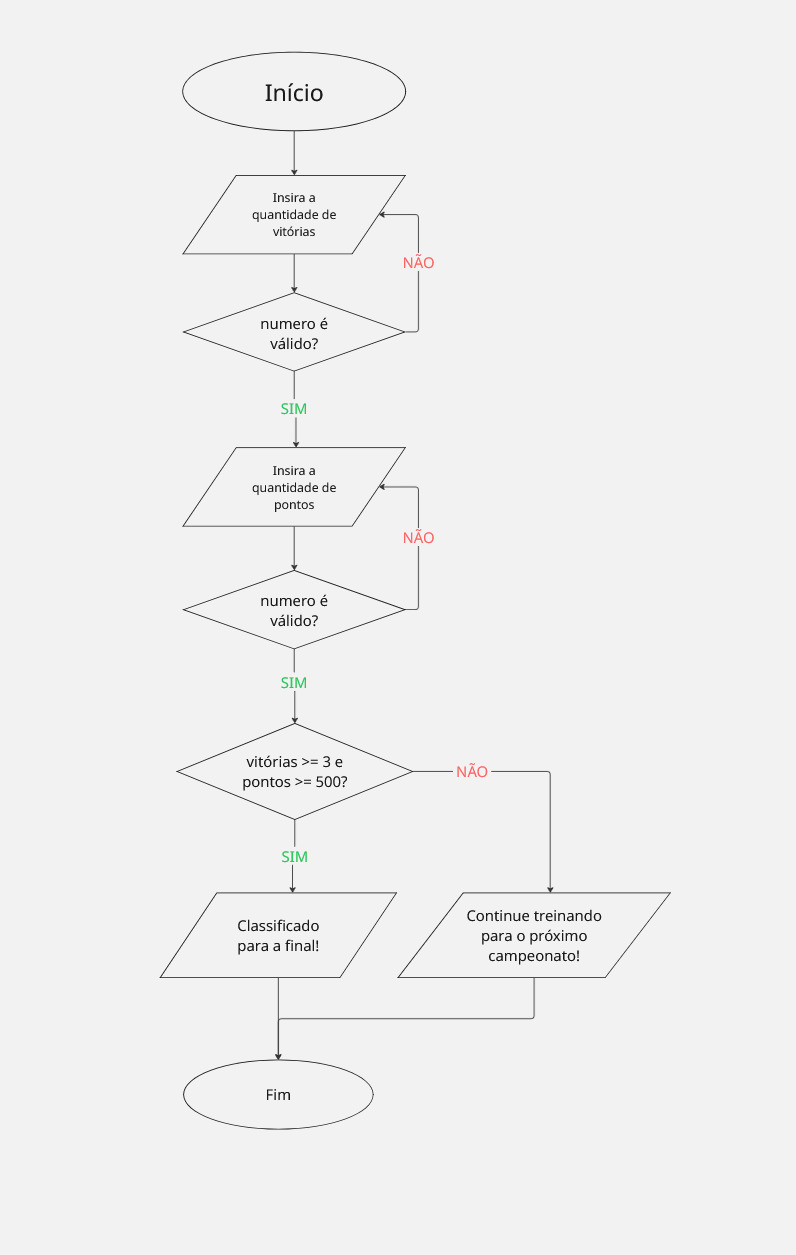 Início
Insira a
quantidade de
vitórias
NÃO
numero é
válido?
SIM
Insira a
quantidade de
pontos
NÃO
numero é
válido?
SIM
vitórias >= 3 e
pontos >= 500?
NÃO
SIM
Classificado
para a final!
Continue treinando
para o próximo
campeonato!
Fim